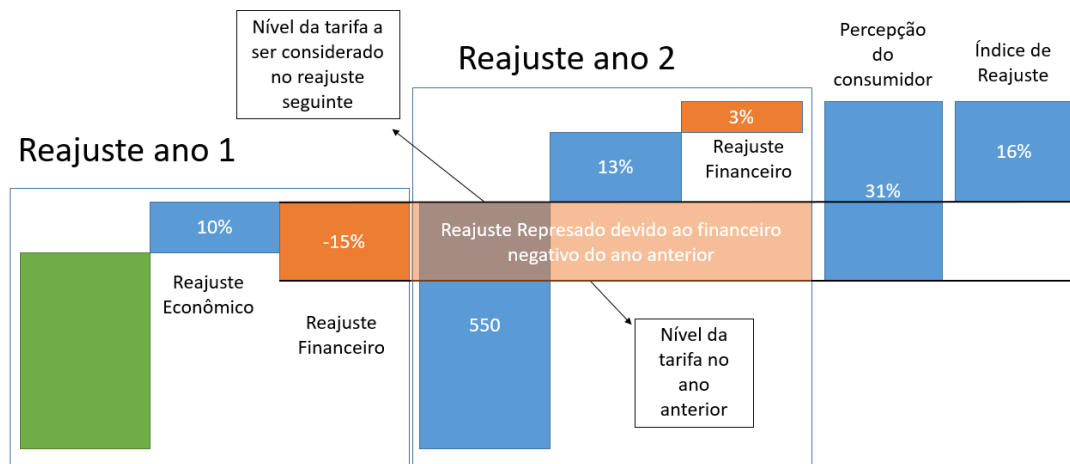 Nível da tarifa a
ser considerado
no reajuste
seguinte
Reajuste ano 1
10%
-15%
Reajuste
Econômico
Reajuste
Financeiro
Reajuste ano 2
3%
13%
Reajuste
Financeiro
Reajuste Represado devido ao financeiro
negativo do ano anterior
550
Nível da
tarifa no
ano
anterior
Percepção
do
consumidor
31%
Índice de
Reajuste
16%